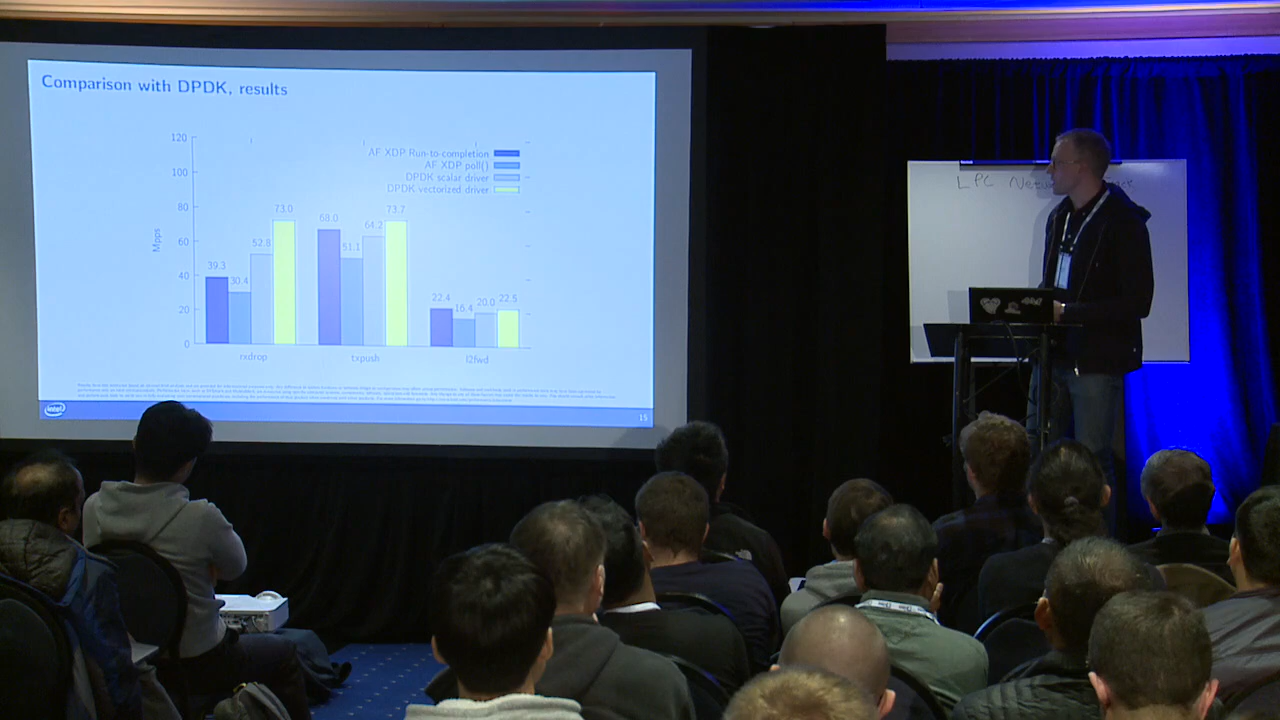 Comparison with DPDK, results
120
100
80
60
40
20
0
Mpps
AF XDP Run-to-completion
AF XDP poll()
DPDK scalar driver
DPDK vectorized driver
39.3
30.4
52.8
73.0
68.0
51.1
64.2
73.7
22.4
16.4
20.0
22.5
rxdrop
txpush
l2fwd
intel
15
LPC